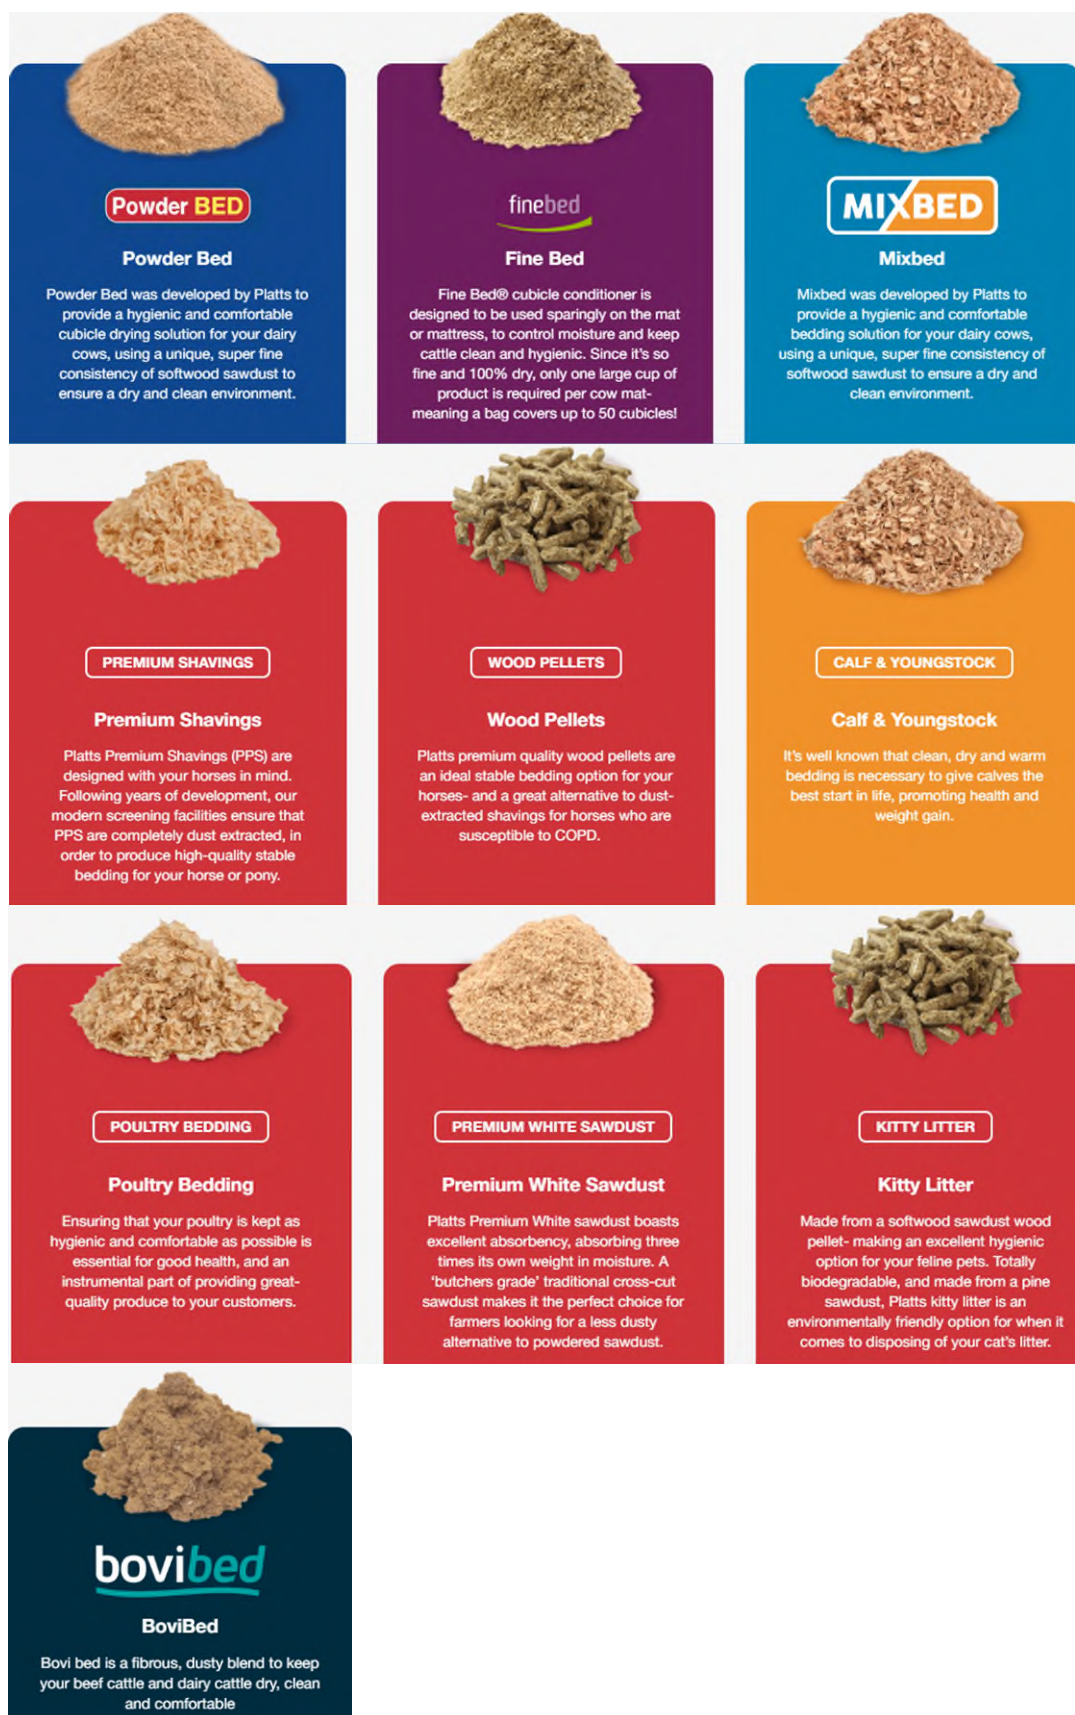 Powder BED
Powder Bed
Powder Bed was developed by Platts to
provide a hygienic and comfortable
cubicle drying solution for your dairy
cows, using a unique, super fine
consistency of softwood sawdust to
ensure a dry and clean environment.
finebed
Fine Bed
Fine Bed® cubicle conditioner is
designed to be used sparingly on the mat
or mattress, to control moisture and keep
cattle clean and hygienic. Since it's so
fine and 100% dry, only one large cup of
product is required per cow mat-
meaning a bag covers up to 50 cubicles!
MIXBED
Mixbed
Mixbed was developed by Platts to
provide a hygienic and comfortable
bedding solution for your dairy cows,
using a unique, super fine consistency of
softwood sawdust to ensure a dry and
clean environment.
PREMIUM SHAVINGS
Premium Shavings
Platts Premium Shavings (PPS) are
designed with your horses in mind.
Following years of development, our
modern screening facilities ensure that
PPS are completely dust extracted, in
order to produce high-quality stable
bedding for your horse or pony.
WOOD PELLETS
Wood Pellets
Platts premium quality wood pellets are
an ideal stable bedding option for your
horses- and a great alternative to dust-
extracted shavings for horses who are
susceptible to COPD.
CALF & YOUNGSTOCK
Calf & Youngstock
It's well known that clean, dry and warm
bedding is necessary to give calves the
best start in life, promoting health and
weight gain.
POULTRY BEDDING
Poultry Bedding
Ensuring that your poultry is kept as
hygienic and comfortable as possible is
essential for good health, and an
instrumental part of providing great-
quality produce to your customers.
PREMIUM WHITE SAWDUST
Premium White Sawdust
Platts Premium White sawdust boasts
excellent absorbency, absorbing three
times its own weight in moisture. A
'butchers grade' traditional cross-cut
sawdust makes it the perfect choice for
farmers looking for a less dusty
alternative to powdered sawdust.
KITTY LITTER
Kitty Litter
Made from a softwood sawdust wood
pellet- making an excellent hygienic
option for your feline pets. Totally
biodegradable, and made from a pine
sawdust, Platts kitty litter is an
environmentally friendly option for when it
comes to disposing of your cat's litter.
bovibed
BoviBed
Bovi bed is a fibrous, dusty blend to keep
your beef cattle and dairy cattle dry, clean
and comfortable